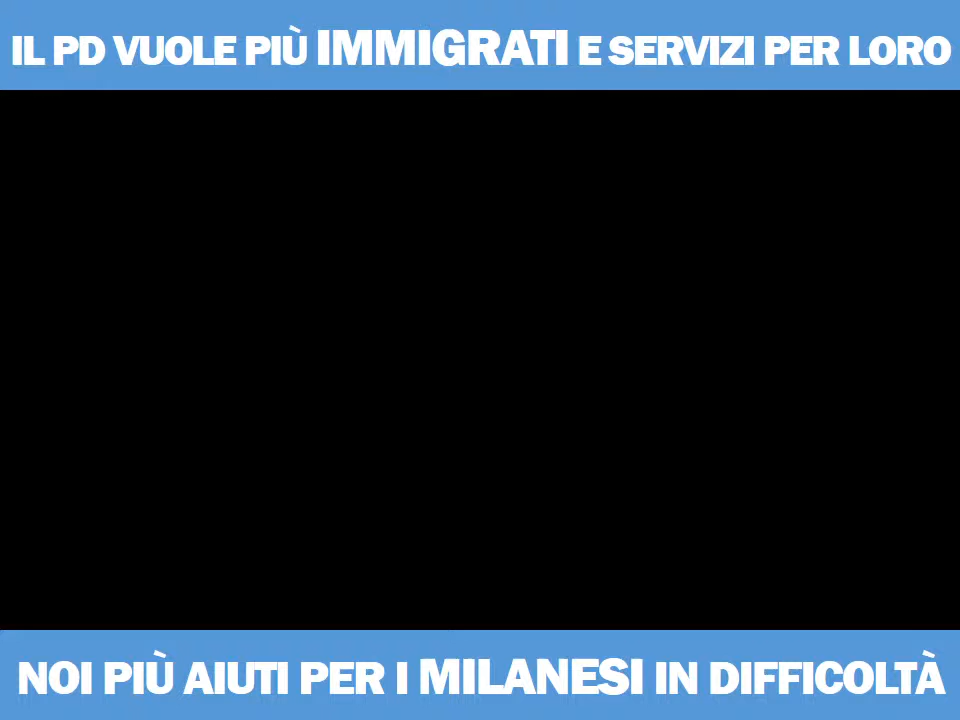 IL PD VUOLE PIÙ IMMIGRATI E SERVIZI PER LORO
NOI PIÙ AIUTI PER I MILANESI IN DIFFICOLTÀ